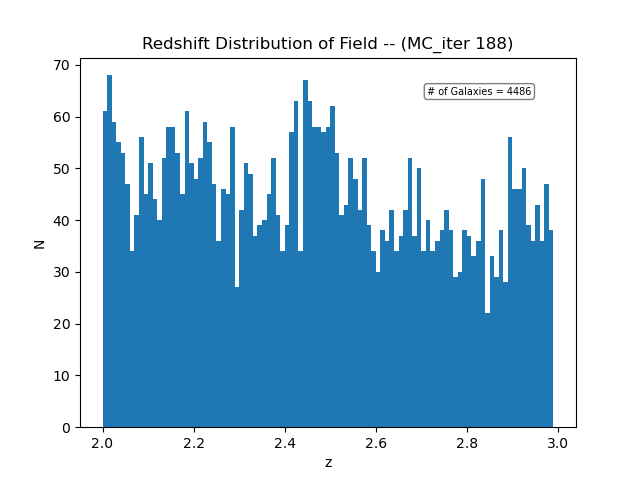 Redshift Distribution of Field -- (MC_iter 188)
# of Galaxies = 4486
N
70
60
50
40
30
20
10
0
2.0 2.2 2.4 2.6 2.8 3.0
z